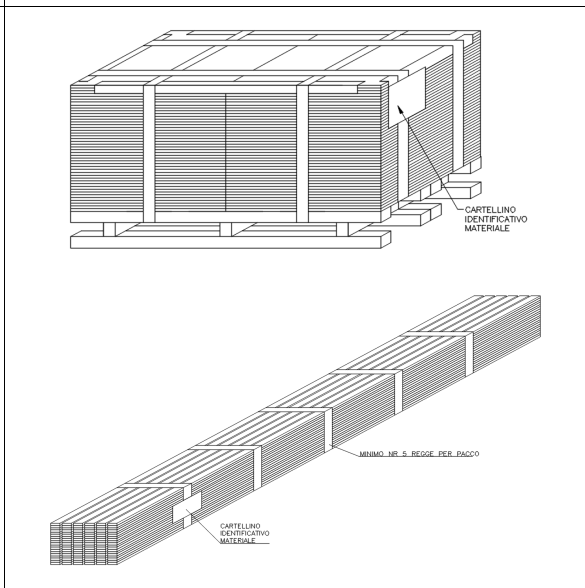 CARTELLINO
IDENTIFICATIVO
MATERIALE
MINIMO NR 5 REGGE PER PACCO
CARTELLINO
IDENTIFICATIVO
MATERIALE